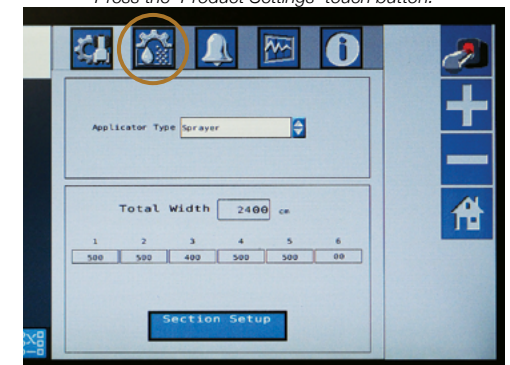 Press the 'Product Settings' touch button.
Applicator Type Sprayer
Total Width 2400 cm
1 2 3 4 5 6
500 500 400 500 500 00
Section Setup